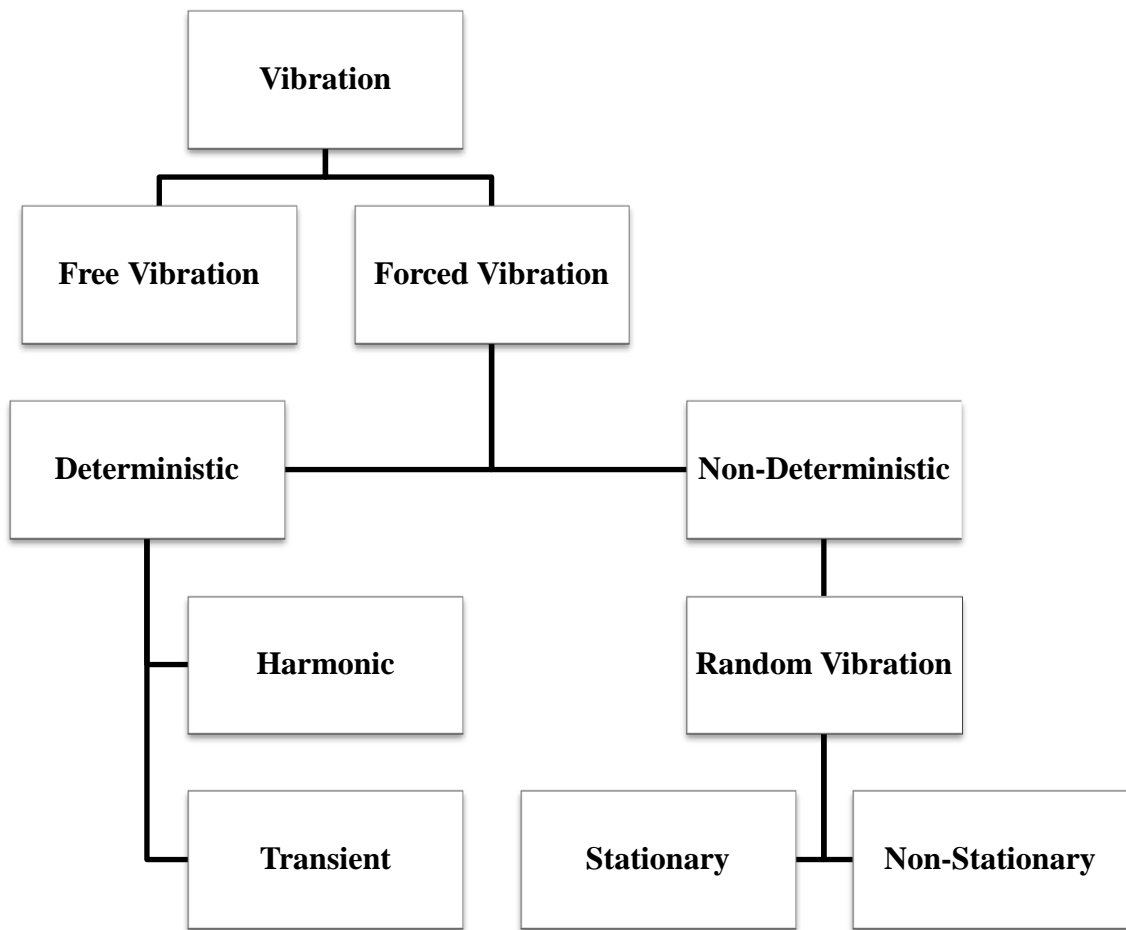 Vibration
Free Vibration
Forced Vibration
Deterministic
Non-Deterministic
Harmonic
Random Vibration
Transient
Stationary
Non-Stationary